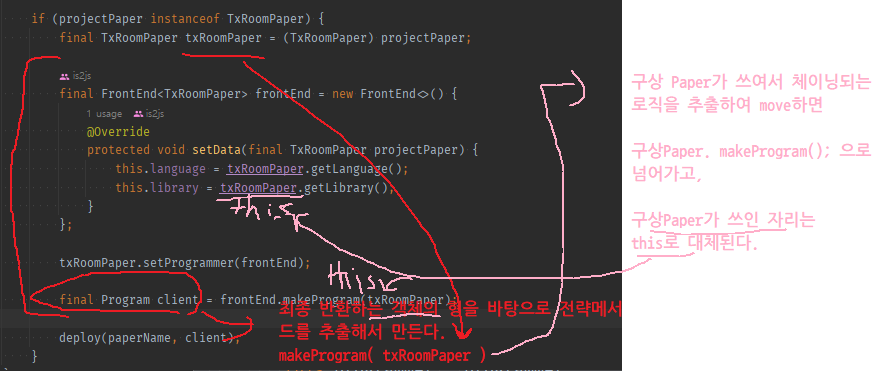 if (projectPaper instanceof TxRoomPaper) {
final TxRoomPaper txRoomPaper = (TxRoomPaper) projectPaper;
is2js
final FrontEnd<TxRoomPaper> frontEnd = new FrontEnd<>() {
1 usage is2js
@Override
protected void setData(final TxRoomPaper projectPaper) {
this.language = txRoomPaper.getLanguage();
this.library = txRoomPaper.getLibrary();
this
}
};
txRoomPaper.setProgrammer(frontEnd);
this
final Program client = frontEnd.makeProgram(txRoomPaper);
최종 반환하는 객체의 형을 바탕으로 전략메서
드를 추출해서 만든다.
deploy(paperName, client);
makeProgram( txRoomPaper )
}
구상 Paper가 쓰여서 체이닝되는
로직을 추출하여 move하면
구상Paper. makeProgram(); 으로
넘어가고,
구상Paper가 쓰인 자리는
this로 대체된다.